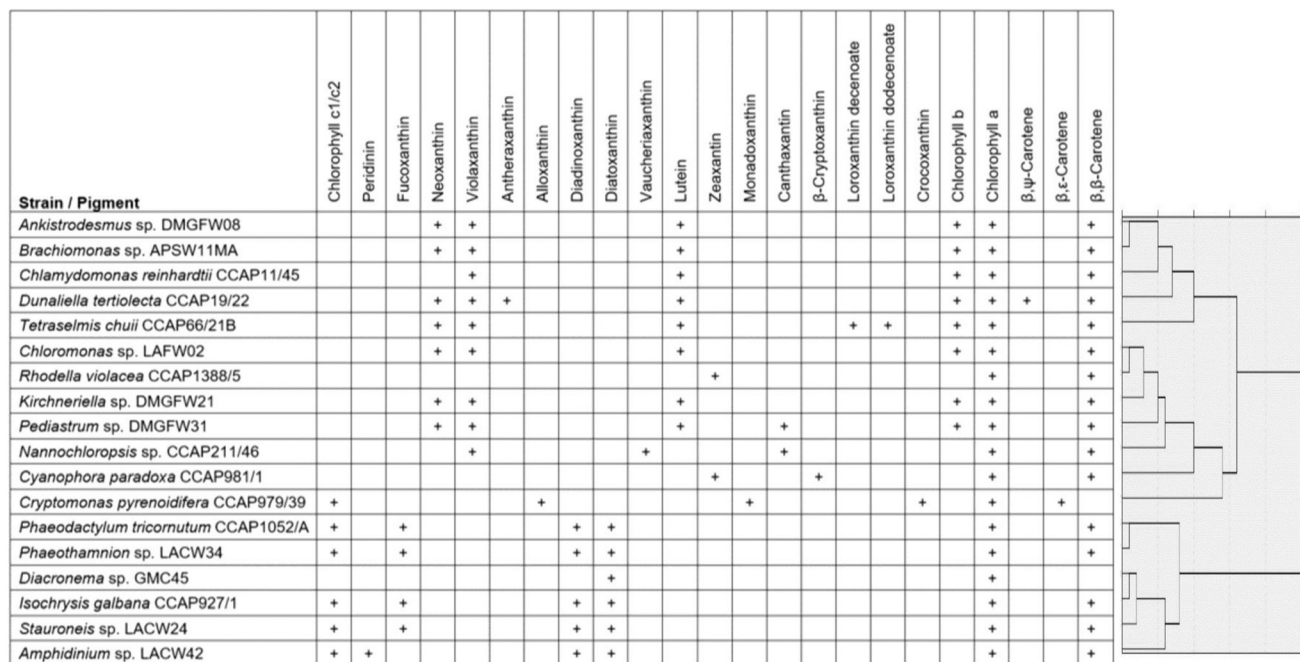 Strain / Pigment Chlorophyll c1/c2 Peridinin Fucoxanthin Neoxanthin Violaxanthin Antheraxanthin Alloxanthin Diadinoxanthin Diatoxanthin Vaucheriaxanthin Lutein Zeaxantin Monadoxanthin Canthaxantin β-Cryptoxanthin Loroxanthin decenoate Loroxanthin dodecenoate Crocoxanthin Chlorophyll b Chlorophyll a β,ψ-Carotene β,ε-Carotene β,β-Carotene
Ankistrodesmus sp. DMGFW08 + + + + + +
Brachiomonas sp. APSW11MA + + + + + +
Chlamydomonas reinhardtii CCAP11/45 + + + + +
Dunaliella tertiolecta CCAP19/22 + + + + + + + +
Tetraselmis chuii CCAP66/21B + + + + + + + +
Chloromonas sp. LAFW02 + + + + + +
Rhodella violacea CCAP1388/5 + + +
Kirchneriella sp. DMGFW21 + + + + + +
Pediastrum sp. DMGFW31 + + + + + + +
Nannochloropsis sp. CCAP211/46 + + + + +
Cyanophora paradoxa CCAP981/1 + + + +
Cryptomonas pyrenoidifera CCAP979/39 + + + + + +
Phaeodactylum tricornutum CCAP1052/A + + + + + +
Phaeothamnion sp. LACW34 + + + + + +
Diacronema sp. GMC45 + +
Isochrysis galbana CCAP927/1 + + + + + +
Stauroneis sp. LACW24 + + + + + +
Amphidinium sp. LACW42 + + + + + +